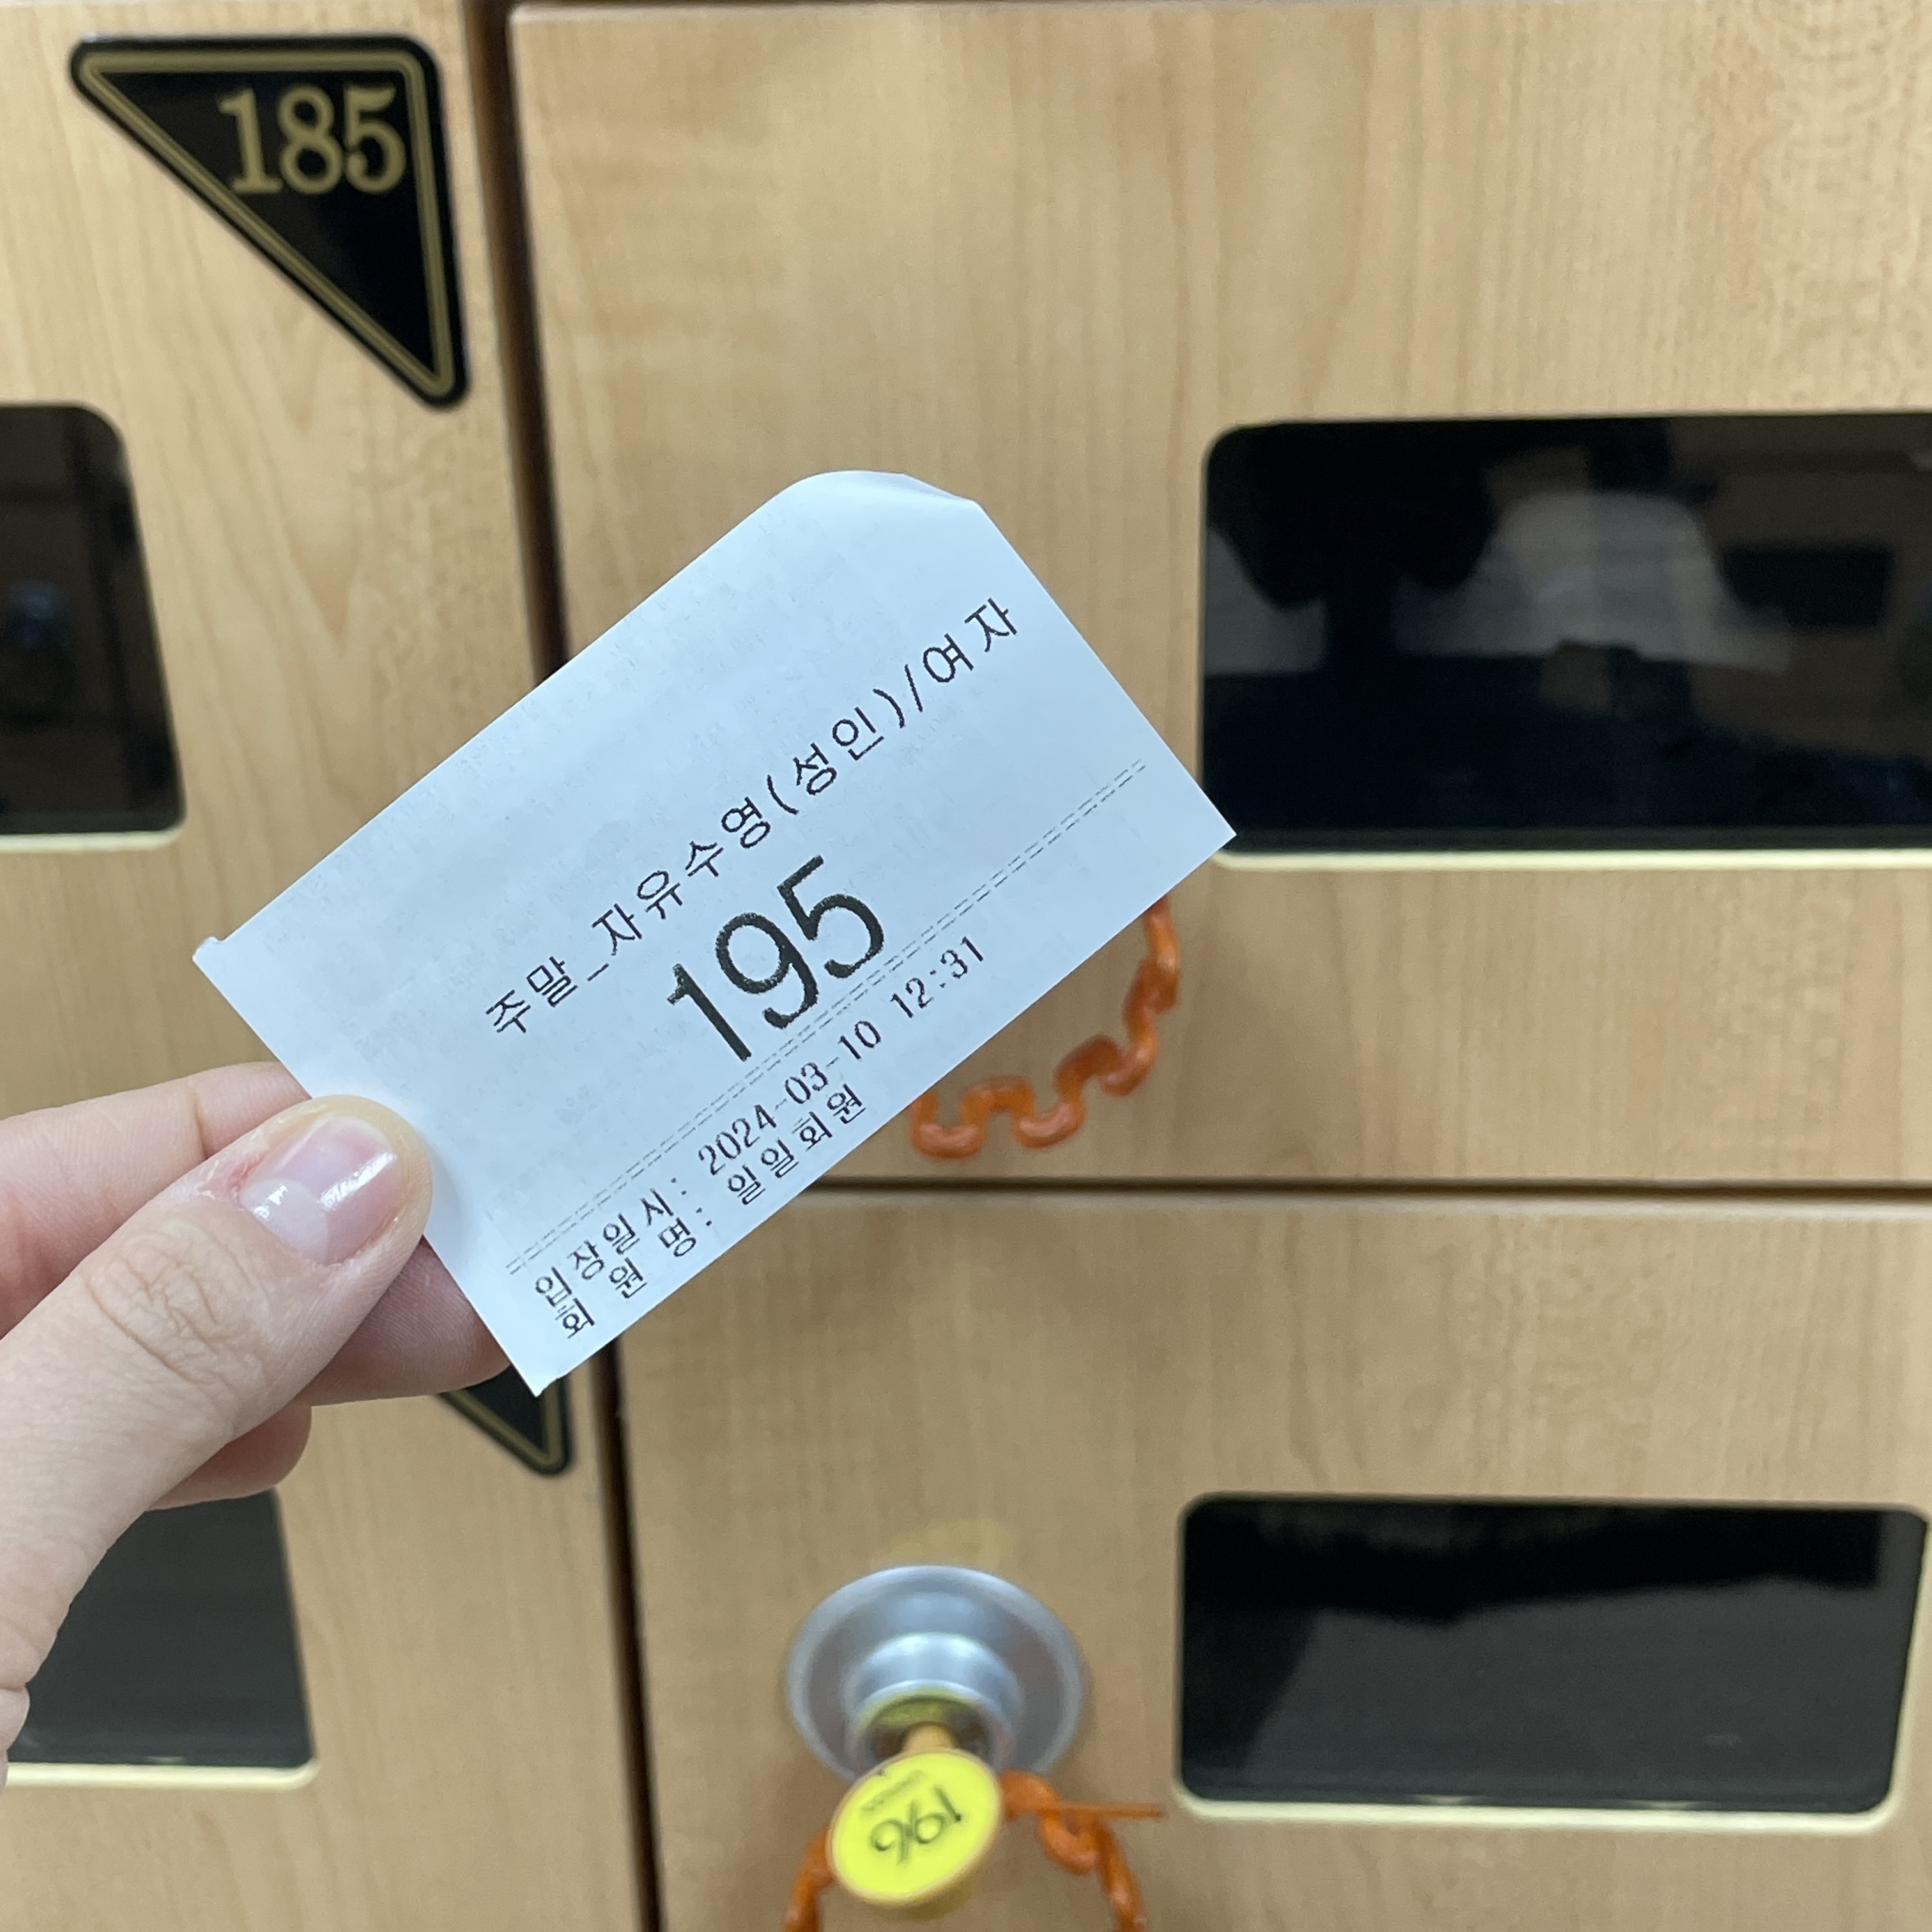 185
주말_자유수영(성인)/여자
195
입장일시: 2024-03-10 12:31
회 원 명: 일일회원
196